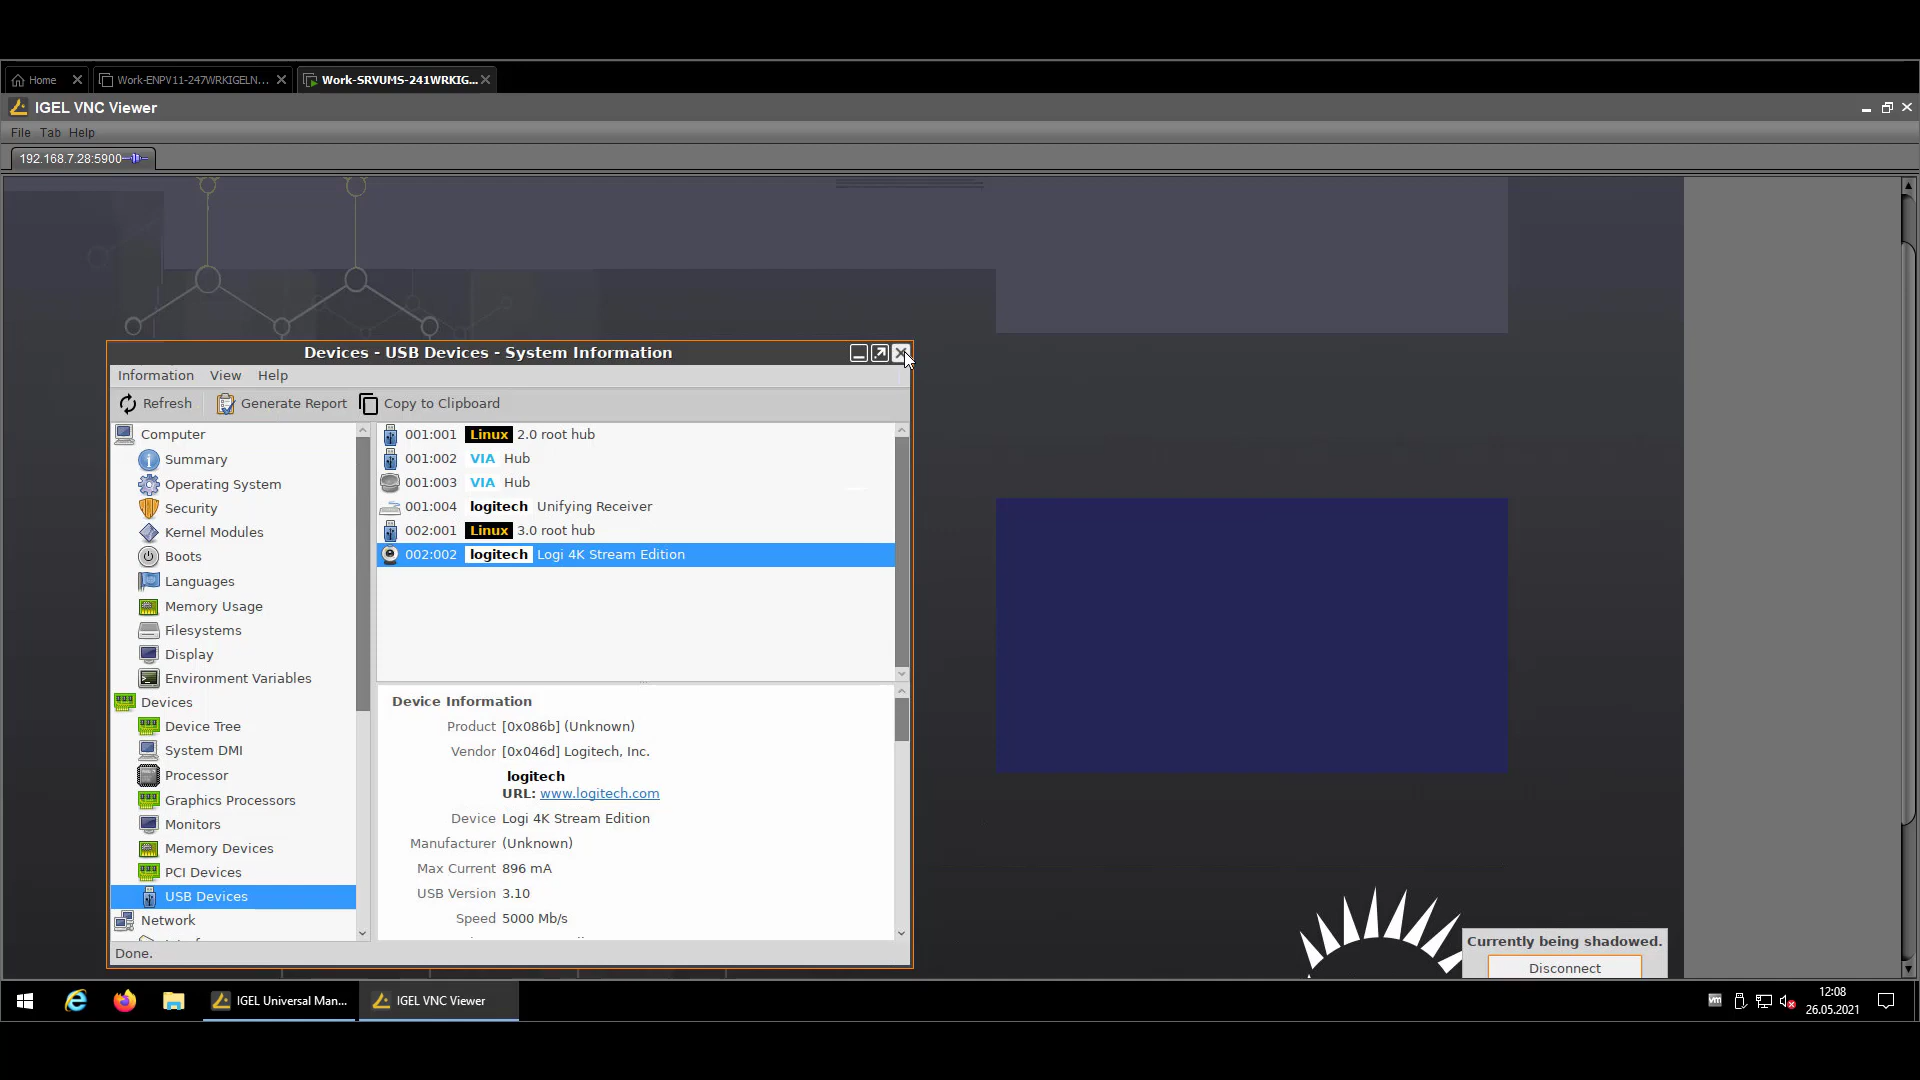 Home
Work-ENPV11-247WRKIGELN...
Work-SRVUMS-241WRKIG...
IGEL VNC Viewer
File Tab Help
192.168.7.28:5900
Devices - USB Devices - System Information
Information View Help
Refresh Generate Report Copy to Clipboard
Computer
Summary
Operating System
Security
Kernel Modules
Boots
Languages
Memory Usage
Filesystems
Display
Environment Variables
Devices
Device Tree
System DMI
Processor
Graphics Processors
Monitors
Memory Devices
PCI Devices
USB Devices
Network
001:001 Linux 2.0 root hub
001:002 VIA Hub
001:003 VIA Hub
001:004 logitech Unifying Receiver
002:001 Linux 3.0 root hub
002:002 logitech Logi 4K Stream Edition
Device Information
Product [0x086b] (Unknown)
Vendor [0x046d] Logitech, Inc.
logitech
URL: www.logitech.com
Device Logi 4K Stream Edition
Manufacturer (Unknown)
Max Current 896 mA
USB Version 3.10
Speed 5000 Mb/s
Done.
Currently being shadowed.
Disconnect
IGEL Universal Man...
IGEL VNC Viewer
vm
12:08
26.05.2021